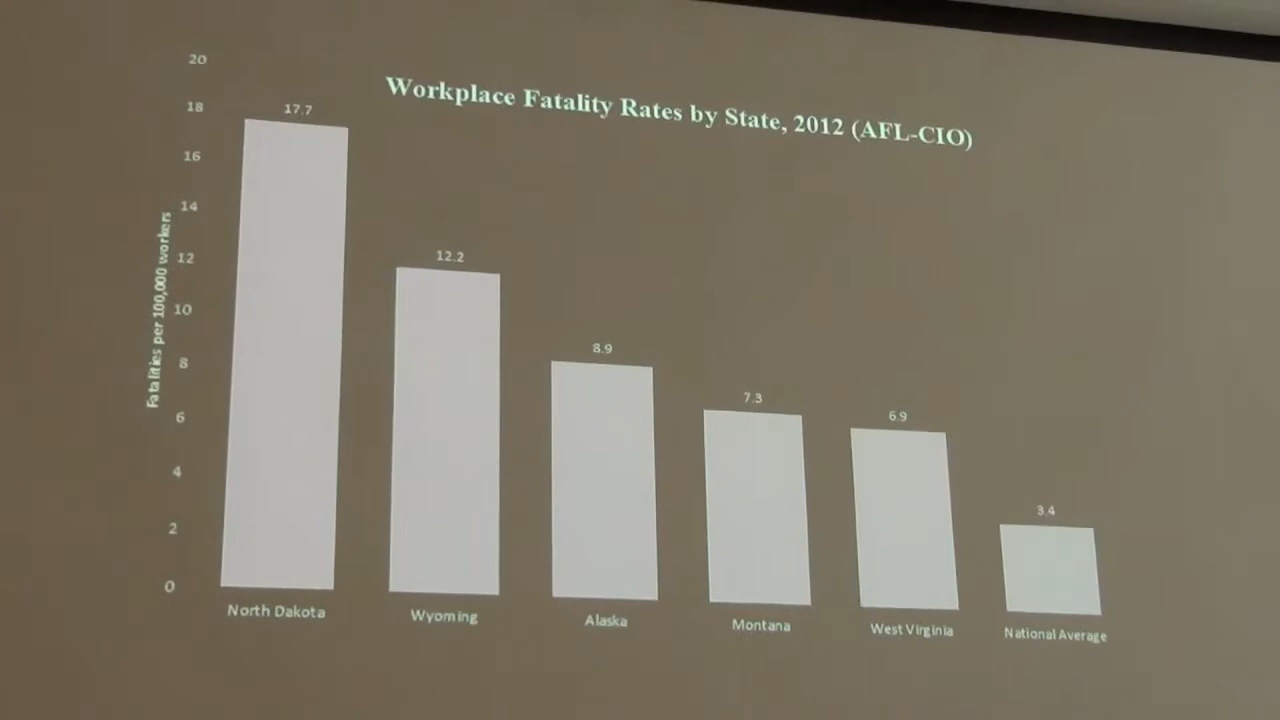 Workplace Fatality Rates by State, 2012 (AFL-CIO)
Fatalities per 100,000 workers
20
18
16
14
12
10
8
6
4
2
0
17.7
12.2
8.9
7.3
6.9
3.4
North Dakota
Wyoming
Alaska
Montana
West Virginia
National Average